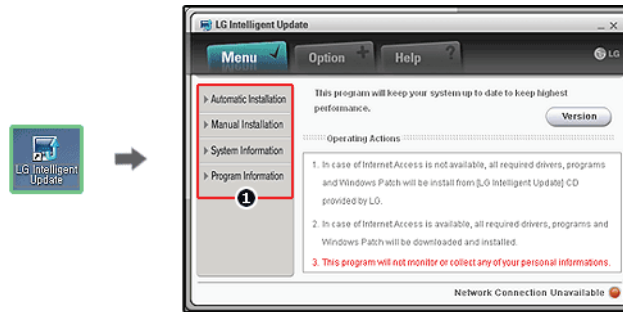 LG Intelligent Update
Menu
Option
Help
LG
Automatic Installation
Manual Installation
System Information
Program Information
1
This program will keep your system up to date to keep highest
performance.
Version
Operating Actions
1. In case of Internet Access is not available, all required drivers, programs
and Windows Patch will be install from [LG Intelligent Update] CD
provided by LG.
2. In case of Internet Access is available, all required drivers, programs and
Windows Patch will be downloaded and installed.
3. This program will not monitor or collect any of your personal informations.
Network Connection Unavailable
LG Intelligent
Update